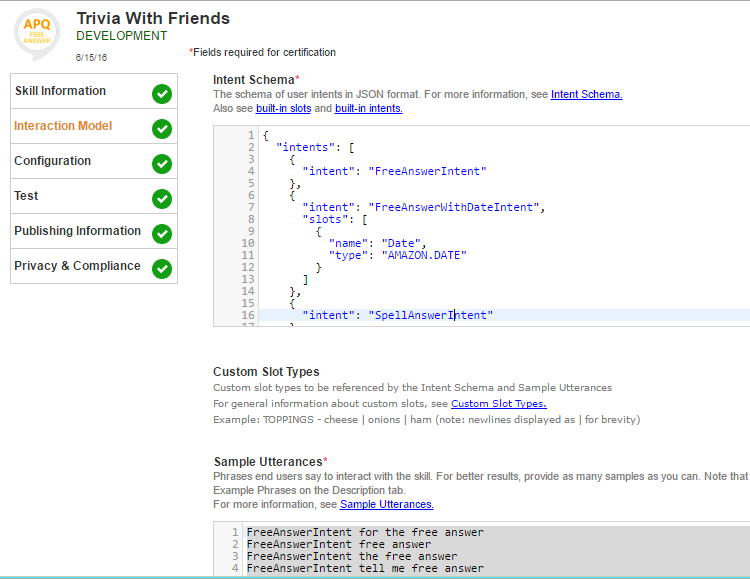 APQ
FREE
ANSWER
Trivia With Friends
DEVELOPMENT
6/15/16
*Fields required for certification
Skill Information
Interaction Model
Configuration
Test
Publishing Information
Privacy & Compliance
Intent Schema*
The schema of user intents in JSON format. For more information, see Intent Schema.
Also see built-in slots and built-in intents.
1 {
2 "intents": [
3 {
4 "intent": "FreeAnswerIntent"
5 },
6 {
7 "intent": "FreeAnswerWithDateIntent",
8 "slots": [
9 {
10 "name": "Date",
11 "type": "AMAZON.DATE"
12 }
13 ]
14 },
15 {
16 "intent": "SpellAnswerIntent"
17 }
Custom Slot Types
Custom slot types to be referenced by the Intent Schema and Sample Utterances
For general information about custom slots, see Custom Slot Types.
Example: TOPPINGS - cheese | onions | ham (note: newlines displayed as | for brevity)
Sample Utterances*
Phrases end users say to interact with the skill. For better results, provide as many samples as you can. Note that
Example Phrases on the Description tab.
For more information, see Sample Utterances.
1 FreeAnswerIntent for the free answer
2 FreeAnswerIntent free answer
3 FreeAnswerIntent the free answer
4 FreeAnswerIntent tell me free answer